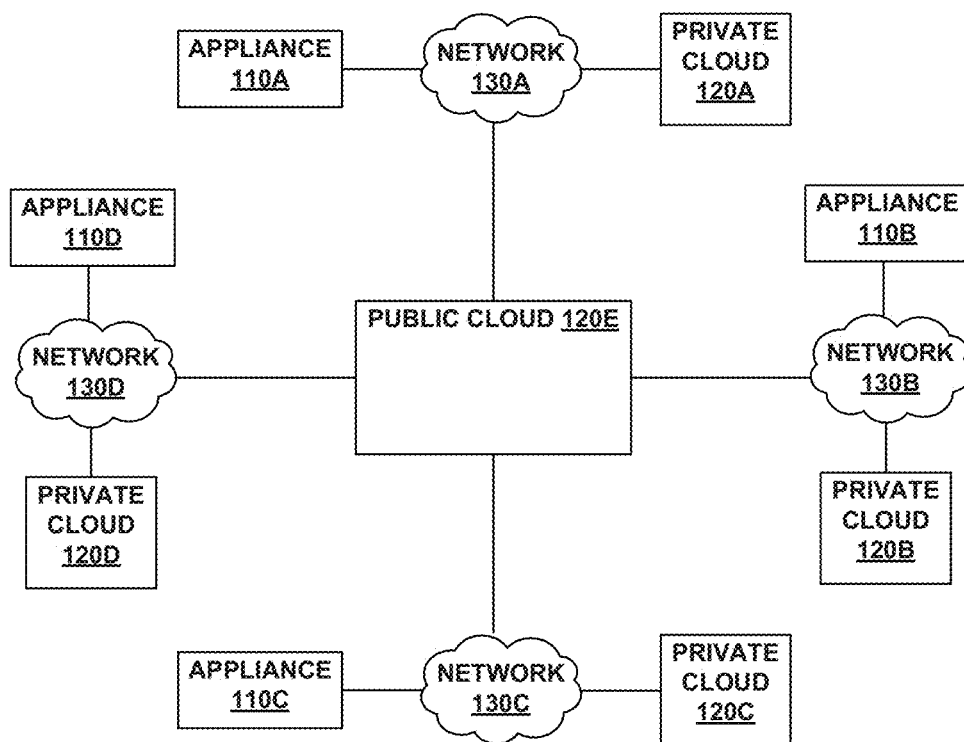 APPLIANCE
110A
NETWORK
130A
PRIVATE
CLOUD
120A
APPLIANCE
110D
APPLIANCE
110B
PUBLIC CLOUD 120E
NETWORK
130D
NETWORK
130B
PRIVATE
CLOUD
120D
PRIVATE
CLOUD
120B
APPLIANCE
110C
NETWORK
130C
PRIVATE
CLOUD
120C